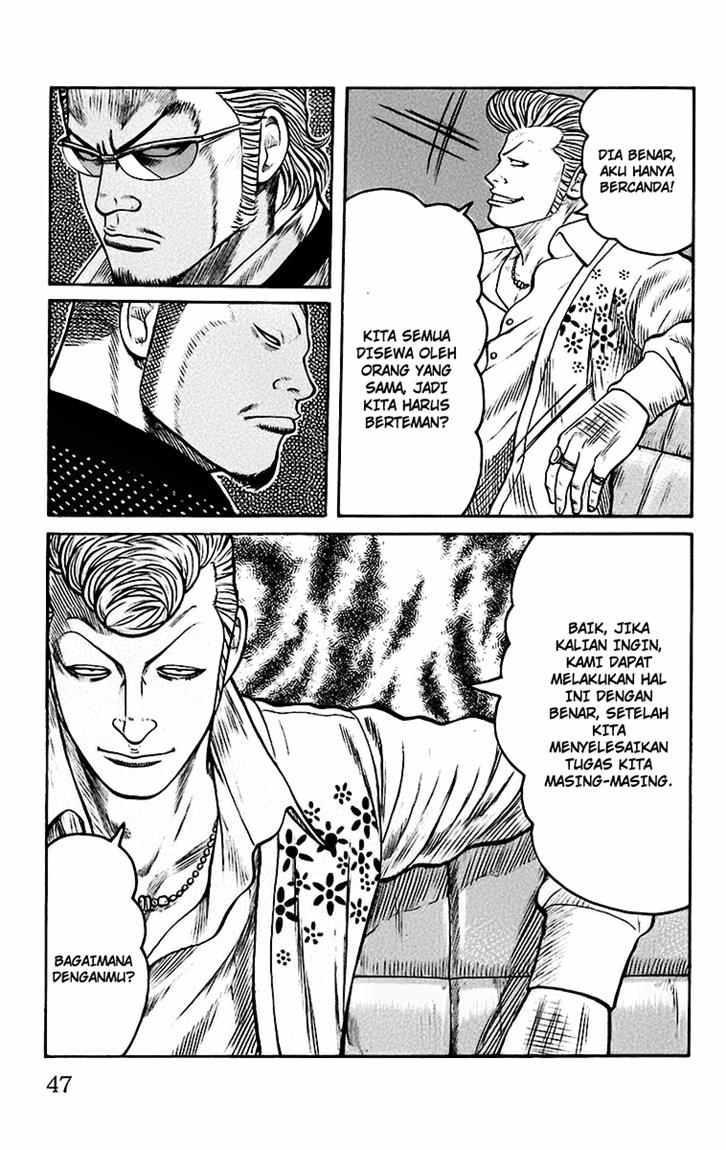 DIA BENAR,
AKU HANYA
BERCANDA!
KITA SEMUA
DISEWA OLEH
ORANG YANG
SAMA, JADI
KITA HARUS
BERTEMAN?
BAIK, JIKA
KALIAN INGIN,
KAMI DAPAT
MELAKUKAN HAL
INI DENGAN
BENAR, SETELAH
KITA
MENYELESAIKAN
TUGAS KITA
MASING-MASING.
BAGAIMANA
DENGANMU?
47